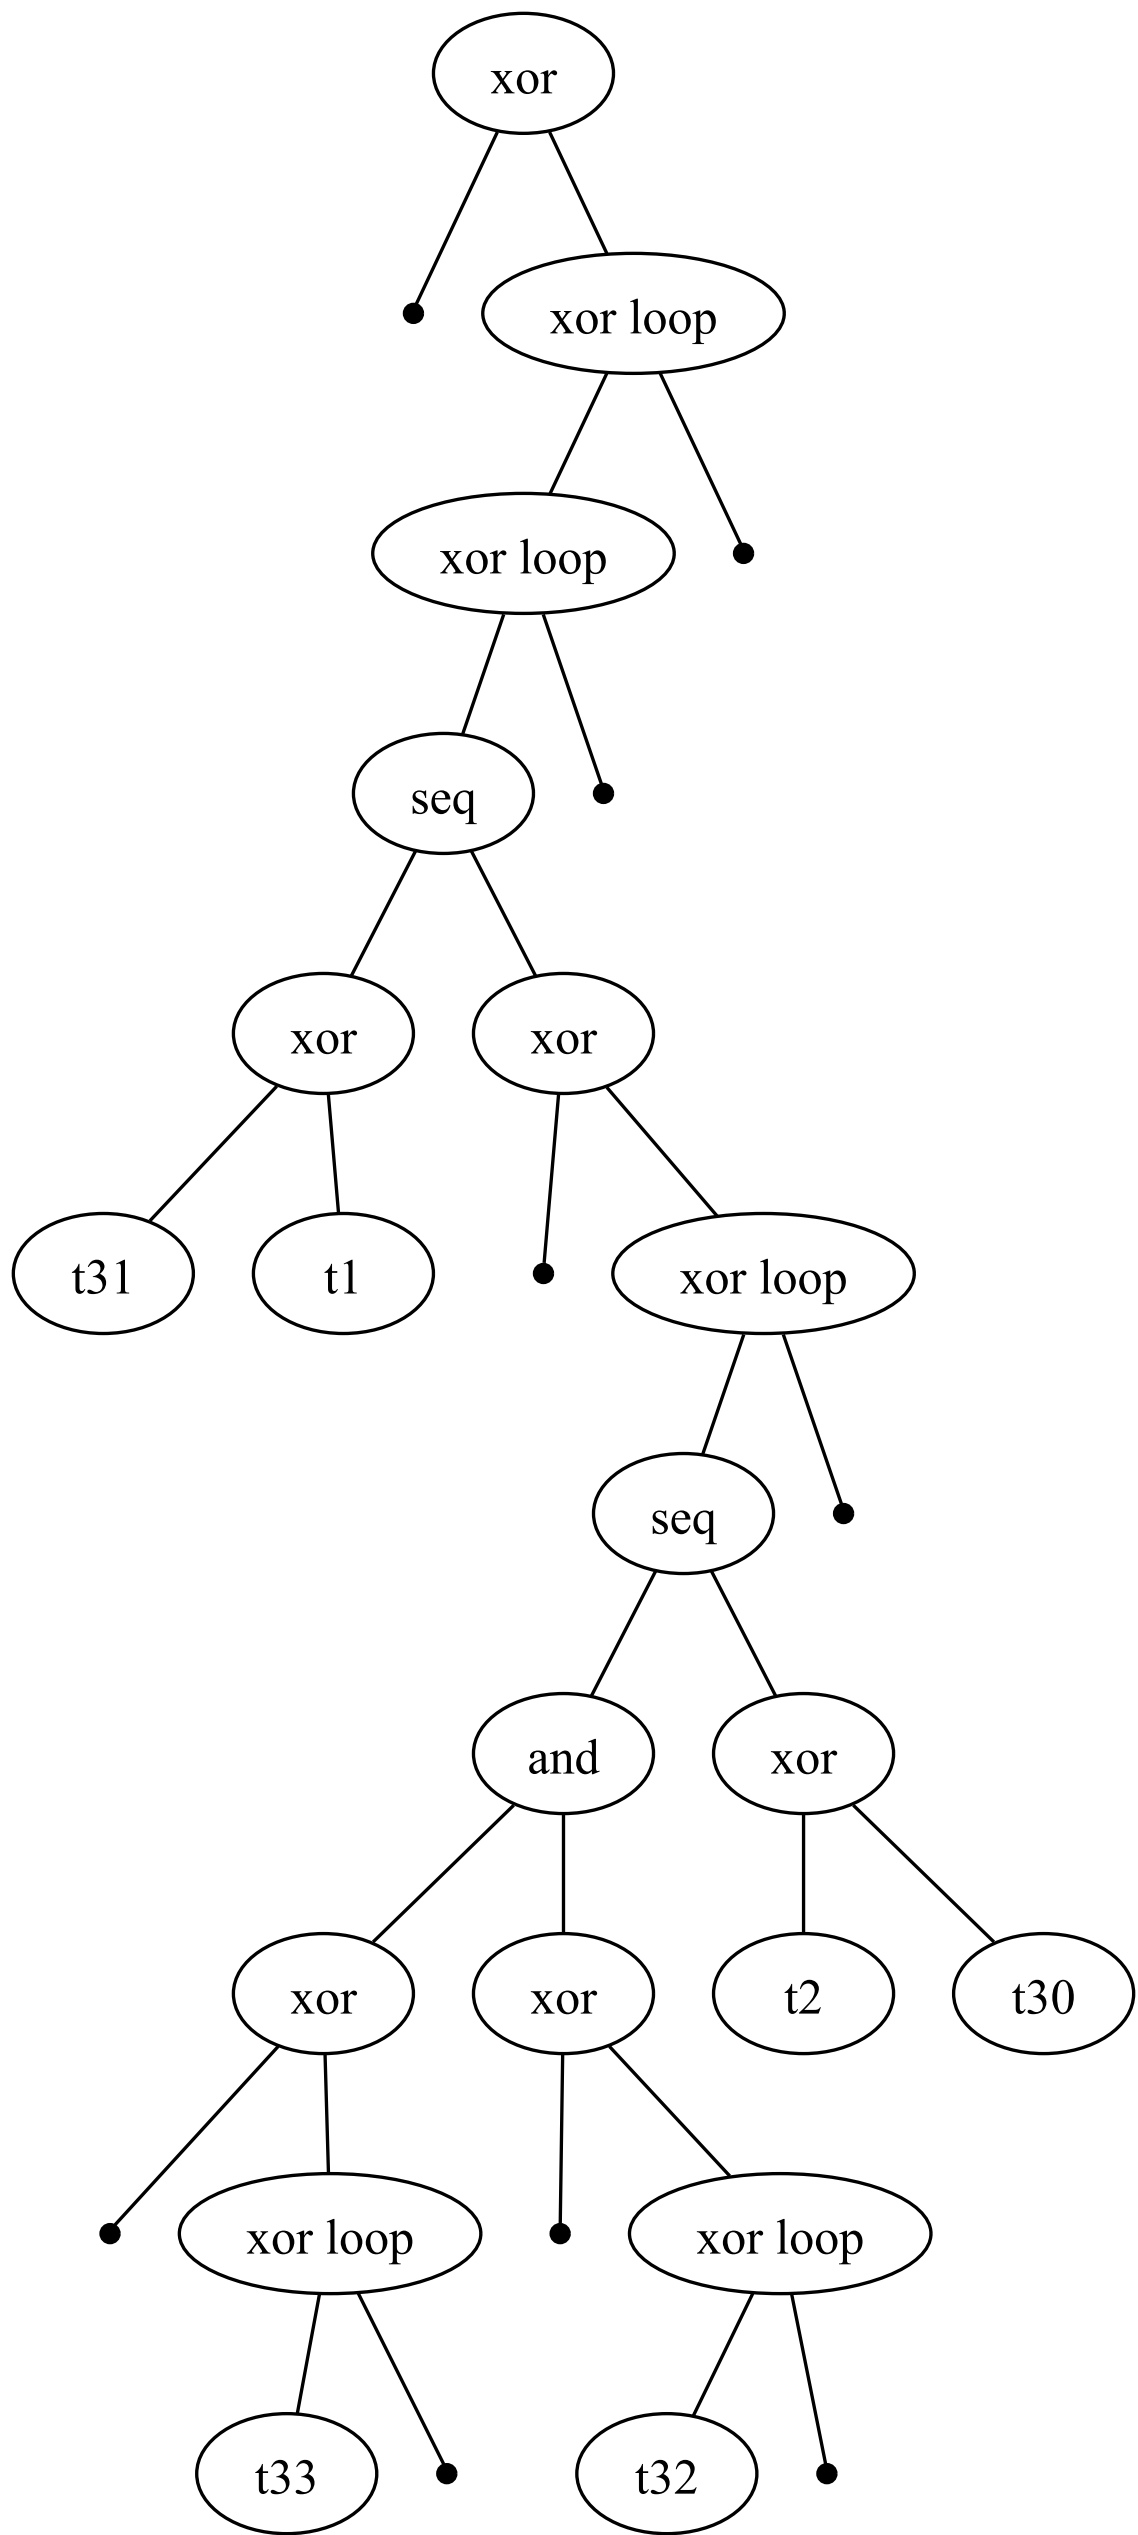 xor
xor loop
xor loop
seq
xor xor
t31 t1 xor loop
seq
and xor
xor xor t2 t30
xor loop xor loop
t33 t32